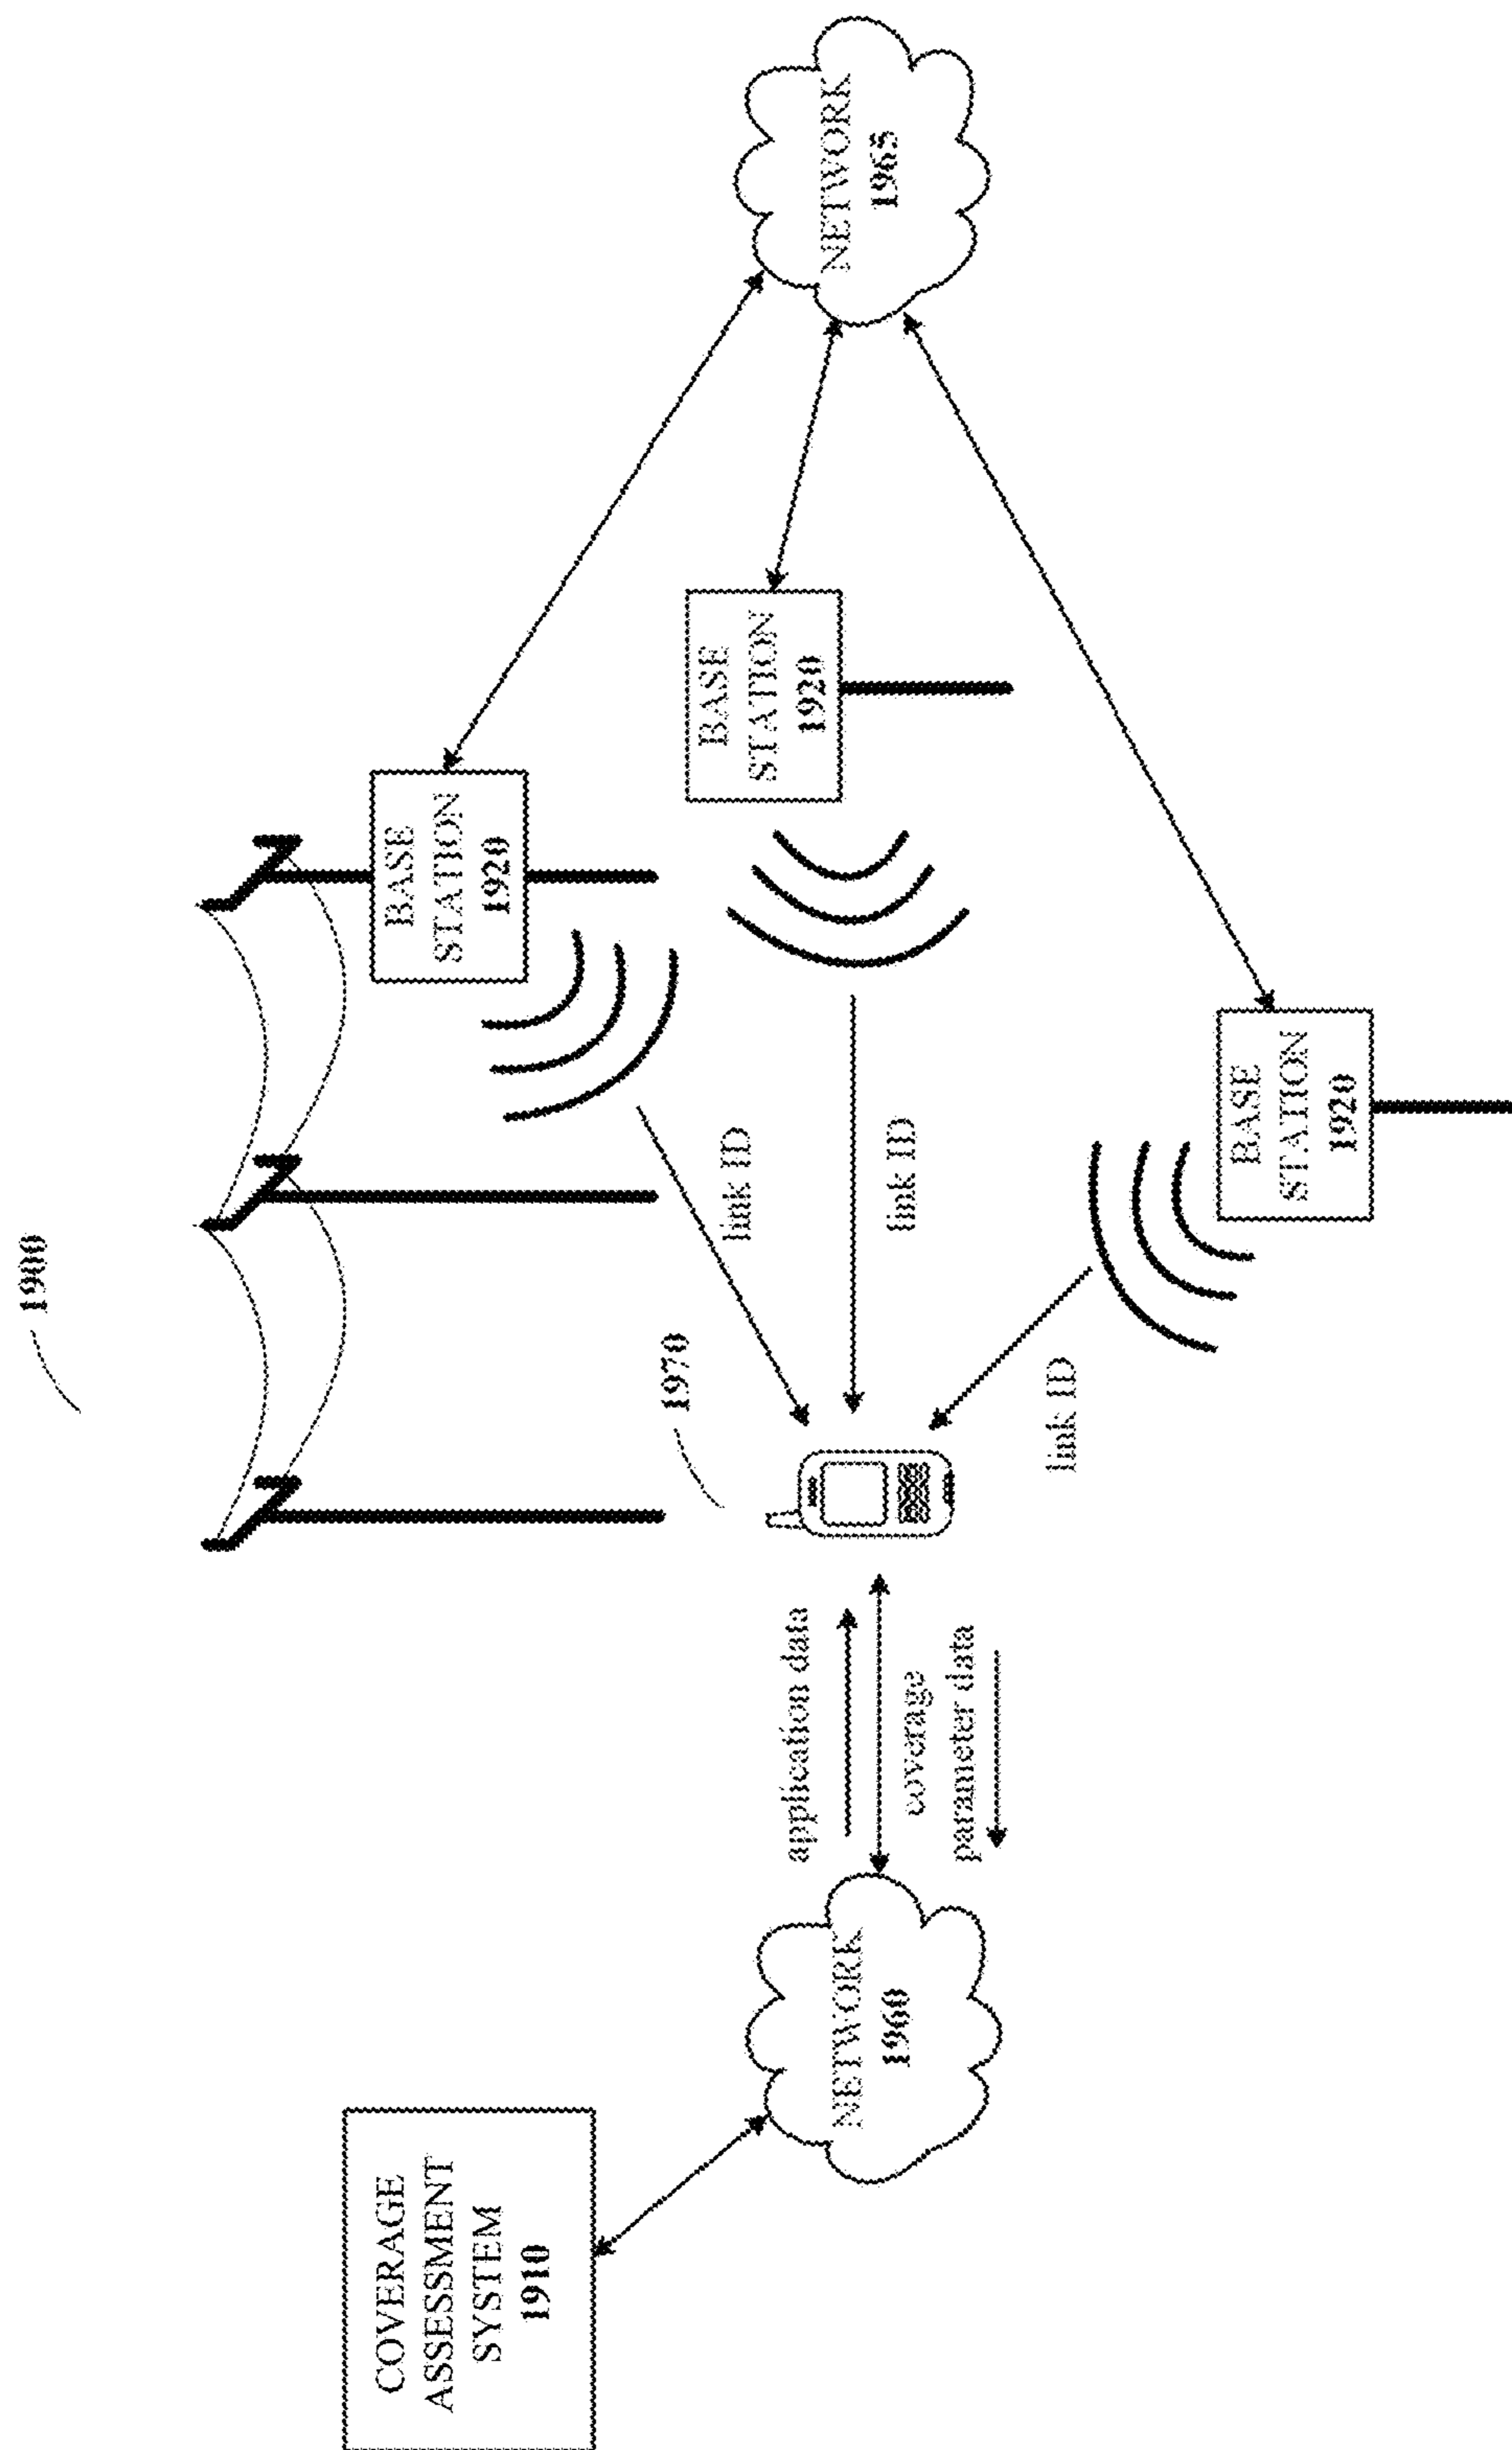 1900
COVERAGE
ASSESSMENT
SYSTEM
1910
BASE
STATION
1920
link ID
1970
BASE
STATION
1920
application data
NETWORK
1960
NETWORK
1965
link ID
coverage
parameter data
link ID
BASE
STATION
1920